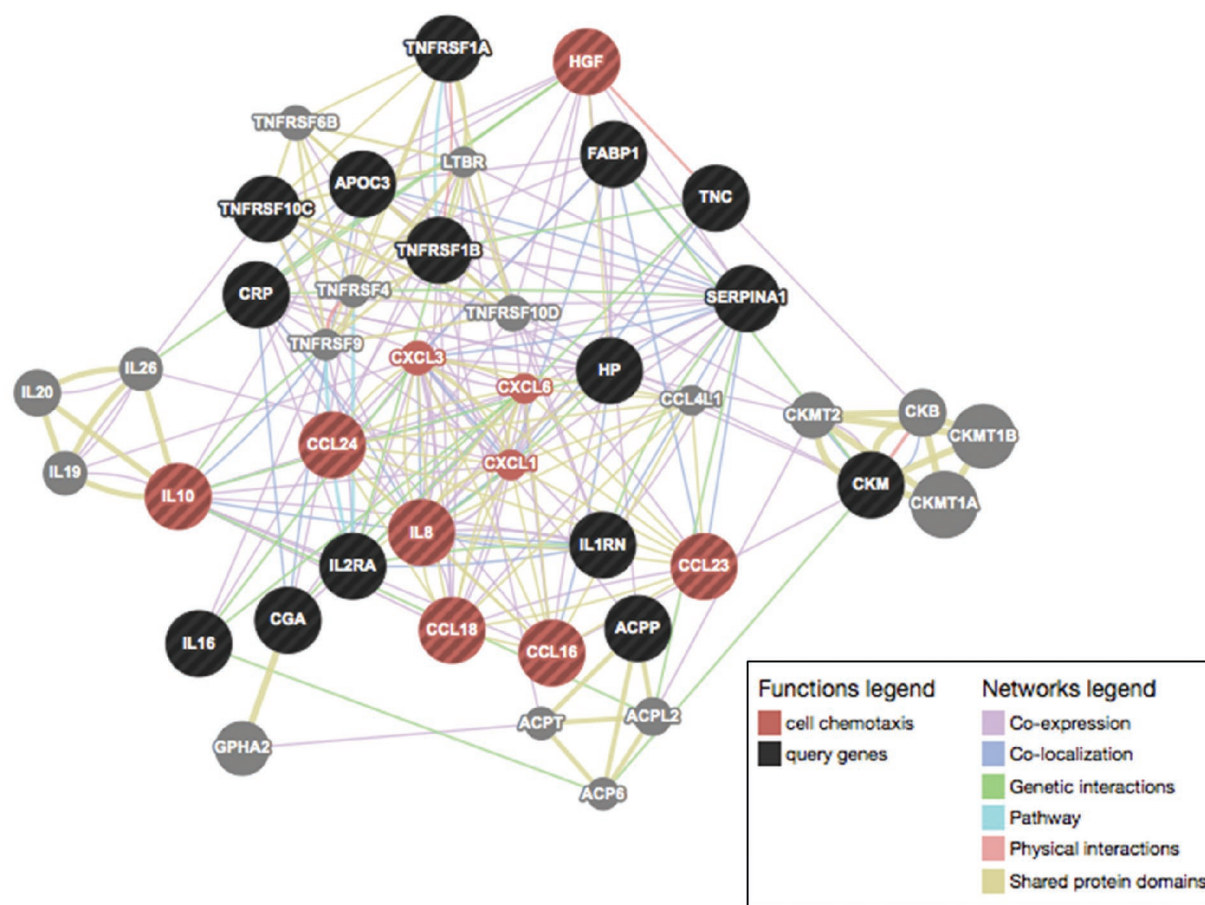 TNFRSF1A
HGF
TNFRSF6B
LTBR
FABP1
APOC3
TNC
TNFRSF10C
TNFRSF1B
CRP
TNFRSF4
SERPINA1
TNFRSF10D
TNFRSF9
CXCL3
IL26
HP
IL20
CXCL6
CCL4L1
CKMT2
CKB
CKMT1B
CCL24
CXCL1
IL19
CKM
IL10
CKMT1A
IL8
IL1RN
IL2RA
CCL23
CGA
CCL18
ACPP
IL16
CCL16
ACPT
ACPL2
GPHA2
ACP6
Functions legend
cell chemotaxis
query genes
Networks legend
Co-expression
Co-localization
Genetic interactions
Pathway
Physical interactions
Shared protein domains